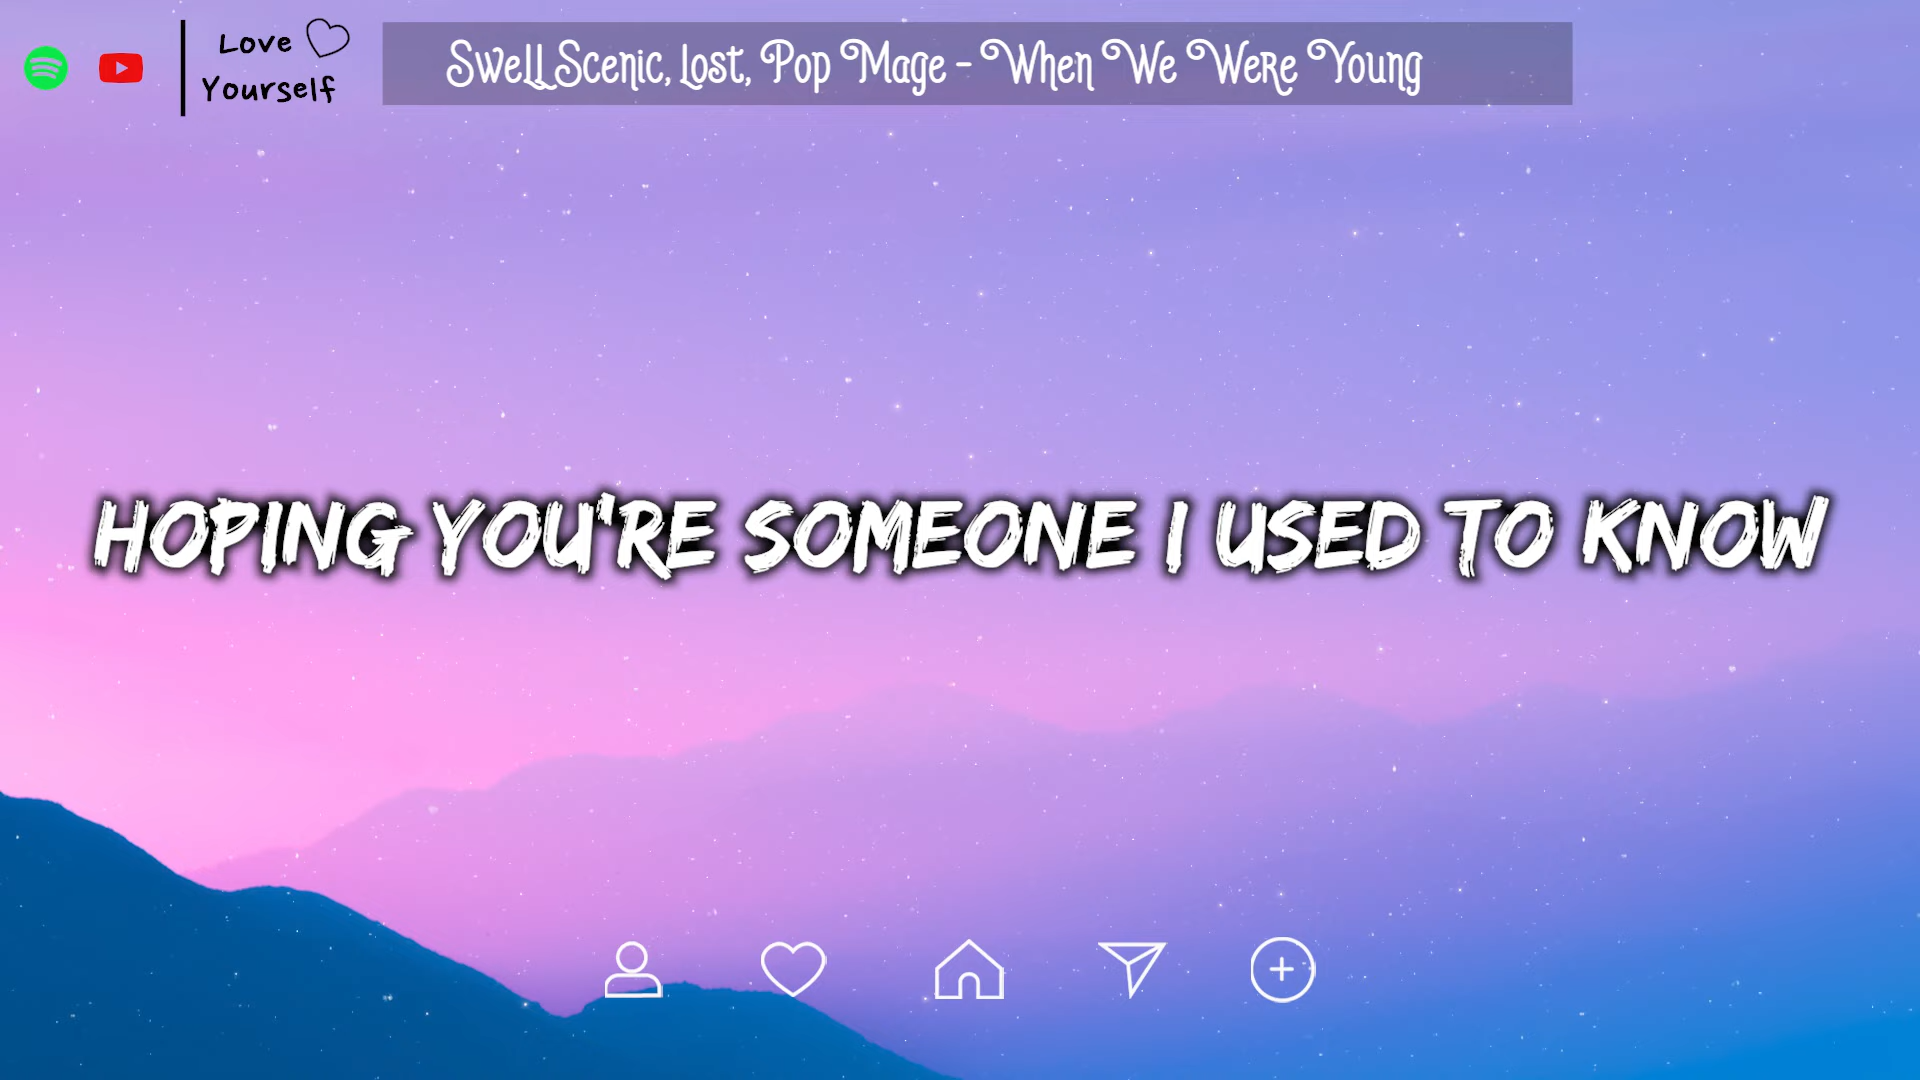 Love
Yourself
Swell Scenic, Lost, Pop Mage - When We Were Young
HOPING YOU'RE SOMEONE I USED TO KNOW